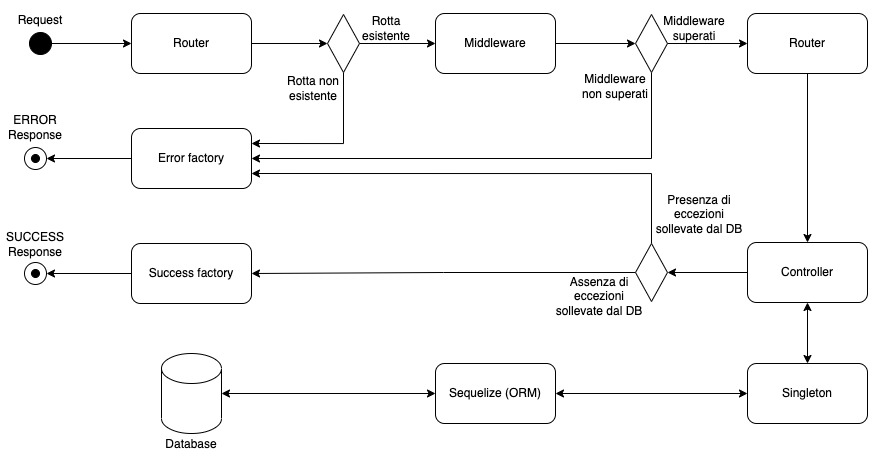 Request
Router
Rotta
esistente
Middleware
Middleware
superati
Router
Rotta non
esistente
Middleware
non superati
ERROR
Response
Error factory
Presenza di
eccezioni
sollevate dal DB
SUCCESS
Response
Success factory
Assenza di
eccezioni
sollevate dal DB
Controller
Database
Sequelize (ORM)
Singleton